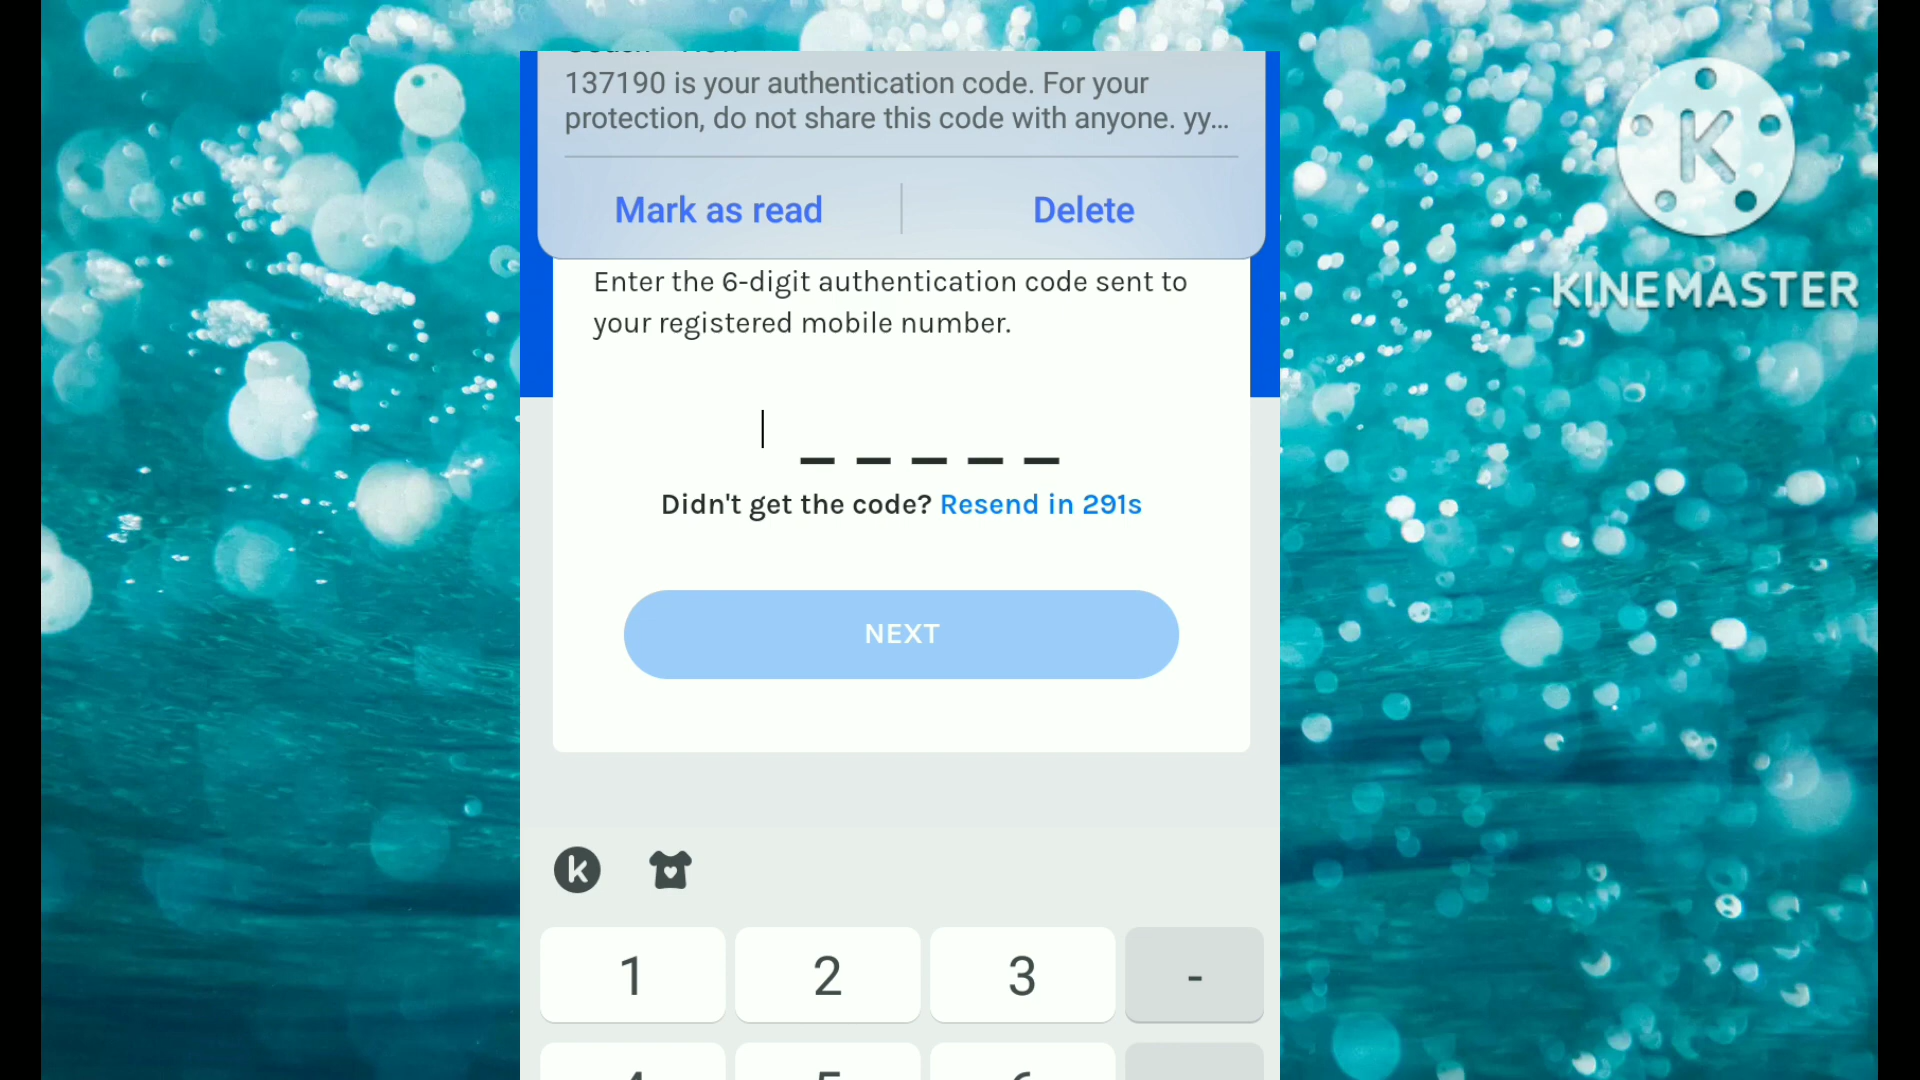 137190 is your authentication code. For your
protection, do not share this code with anyone. yy...
Mark as read
Delete
Enter the 6-digit authentication code sent to
your registered mobile number.
Didn't get the code? Resend in 291s
NEXT
K
KINEMASTER
k
1 2 3 -